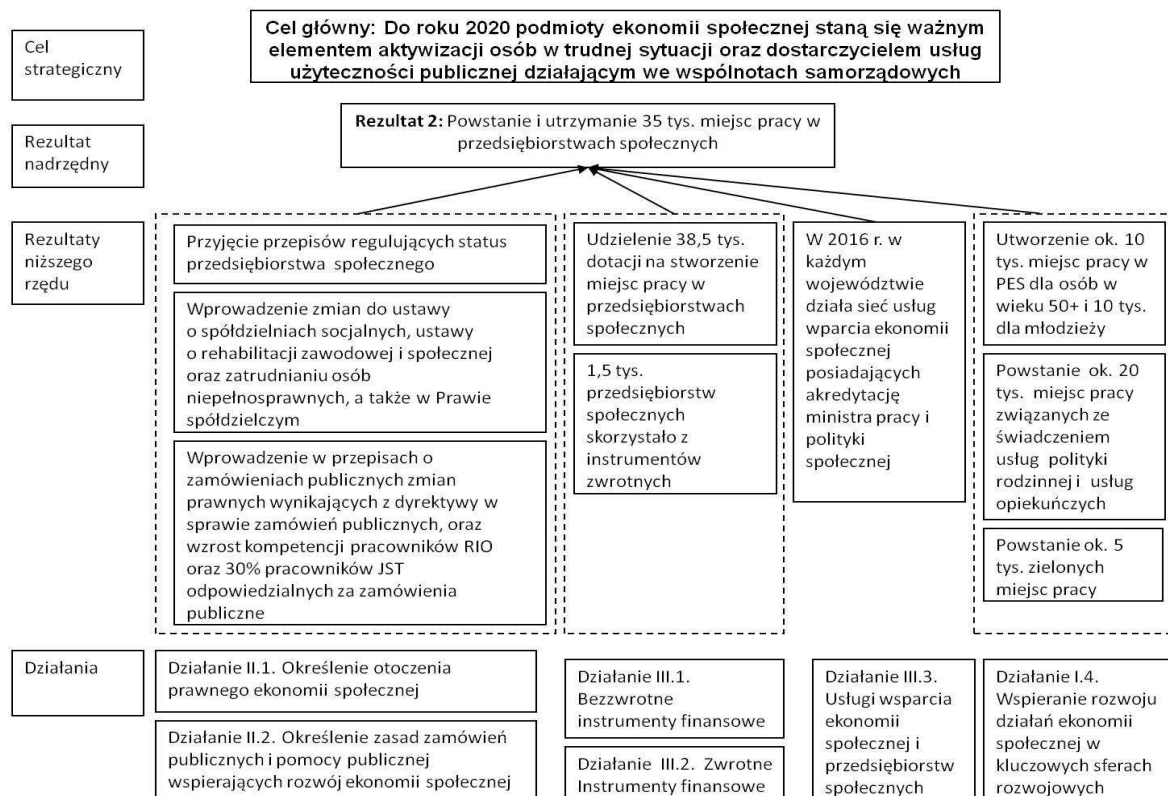 Cel
strategiczny
Cel główny: Do roku 2020 podmioty ekonomii społecznej staną się ważnym
elementem aktywizacji osób w trudnej sytuacji oraz dostarczycielem usług
użyteczności publicznej działającym we wspólnotach samorządowych
Rezultat
nadrzędny
Rezultat 2: Powstanie i utrzymanie 35 tys. miejsc pracy w
przedsiębiorstwach społecznych
Rezultaty
niższego
rzędu
Przyjęcie przepisów regulujących status
przedsiębiorstwa społecznego
Wprowadzenie zmian do ustawy
o spółdzielniach socjalnych, ustawy
o rehabilitacji zawodowej i społecznej
oraz zatrudnianiu osób
niepełnosprawnych, a także w Prawie
spółdzielczym
Wprowadzenie w przepisach o
zamówieniach publicznych zmian
prawnych wynikających z dyrektywy w
sprawie zamówień publicznych, oraz
wzrost kompetencji pracowników RIO
oraz 30% pracowników JST
odpowiedzialnych za zamówienia
publiczne
Udzielenie 38,5 tys.
dotacji na stworzenie
miejsc pracy w
przedsiębiorstwach
społecznych
1,5 tys.
przedsiębiorstw
społecznych
skorzystało z
instrumentów
zwrotnych
W 2016 r. w
każdym
województwie
działa sieć usług
wparcia ekonomii
społecznej
posiadających
akredytację
ministra pracy i
polityki
społecznej
Utworzenie ok. 10
tys. miejsc pracy w
PES dla osób w
wieku 50+ i 10 tys.
dla młodzieży
Powstanie ok. 20
tys. miejsc pracy
związanych ze
świadczeniem
usług polityki
rodzinnej i usług
opiekuńczych
Powstanie ok. 5
tys. zielonych
miejsc pracy
Działania
Działanie II.1. Określenie otoczenia
prawnego ekonomii społecznej
Działanie II.2. Określenie zasad zamówień
publicznych i pomocy publicznej
wspierających rozwój ekonomii społecznej
Działanie III.1.
Bezzwrotne
instrumenty finansowe
Działanie III.2. Zwrotne
Instrumenty finansowe
Działanie III.3.
Usługi wsparcia
ekonomii
społecznej i
przedsiębiorstw
społecznych
Działanie I.4.
Wspieranie rozwoju
działań ekonomii
społecznej w
kluczowych sferach
rozwojowych